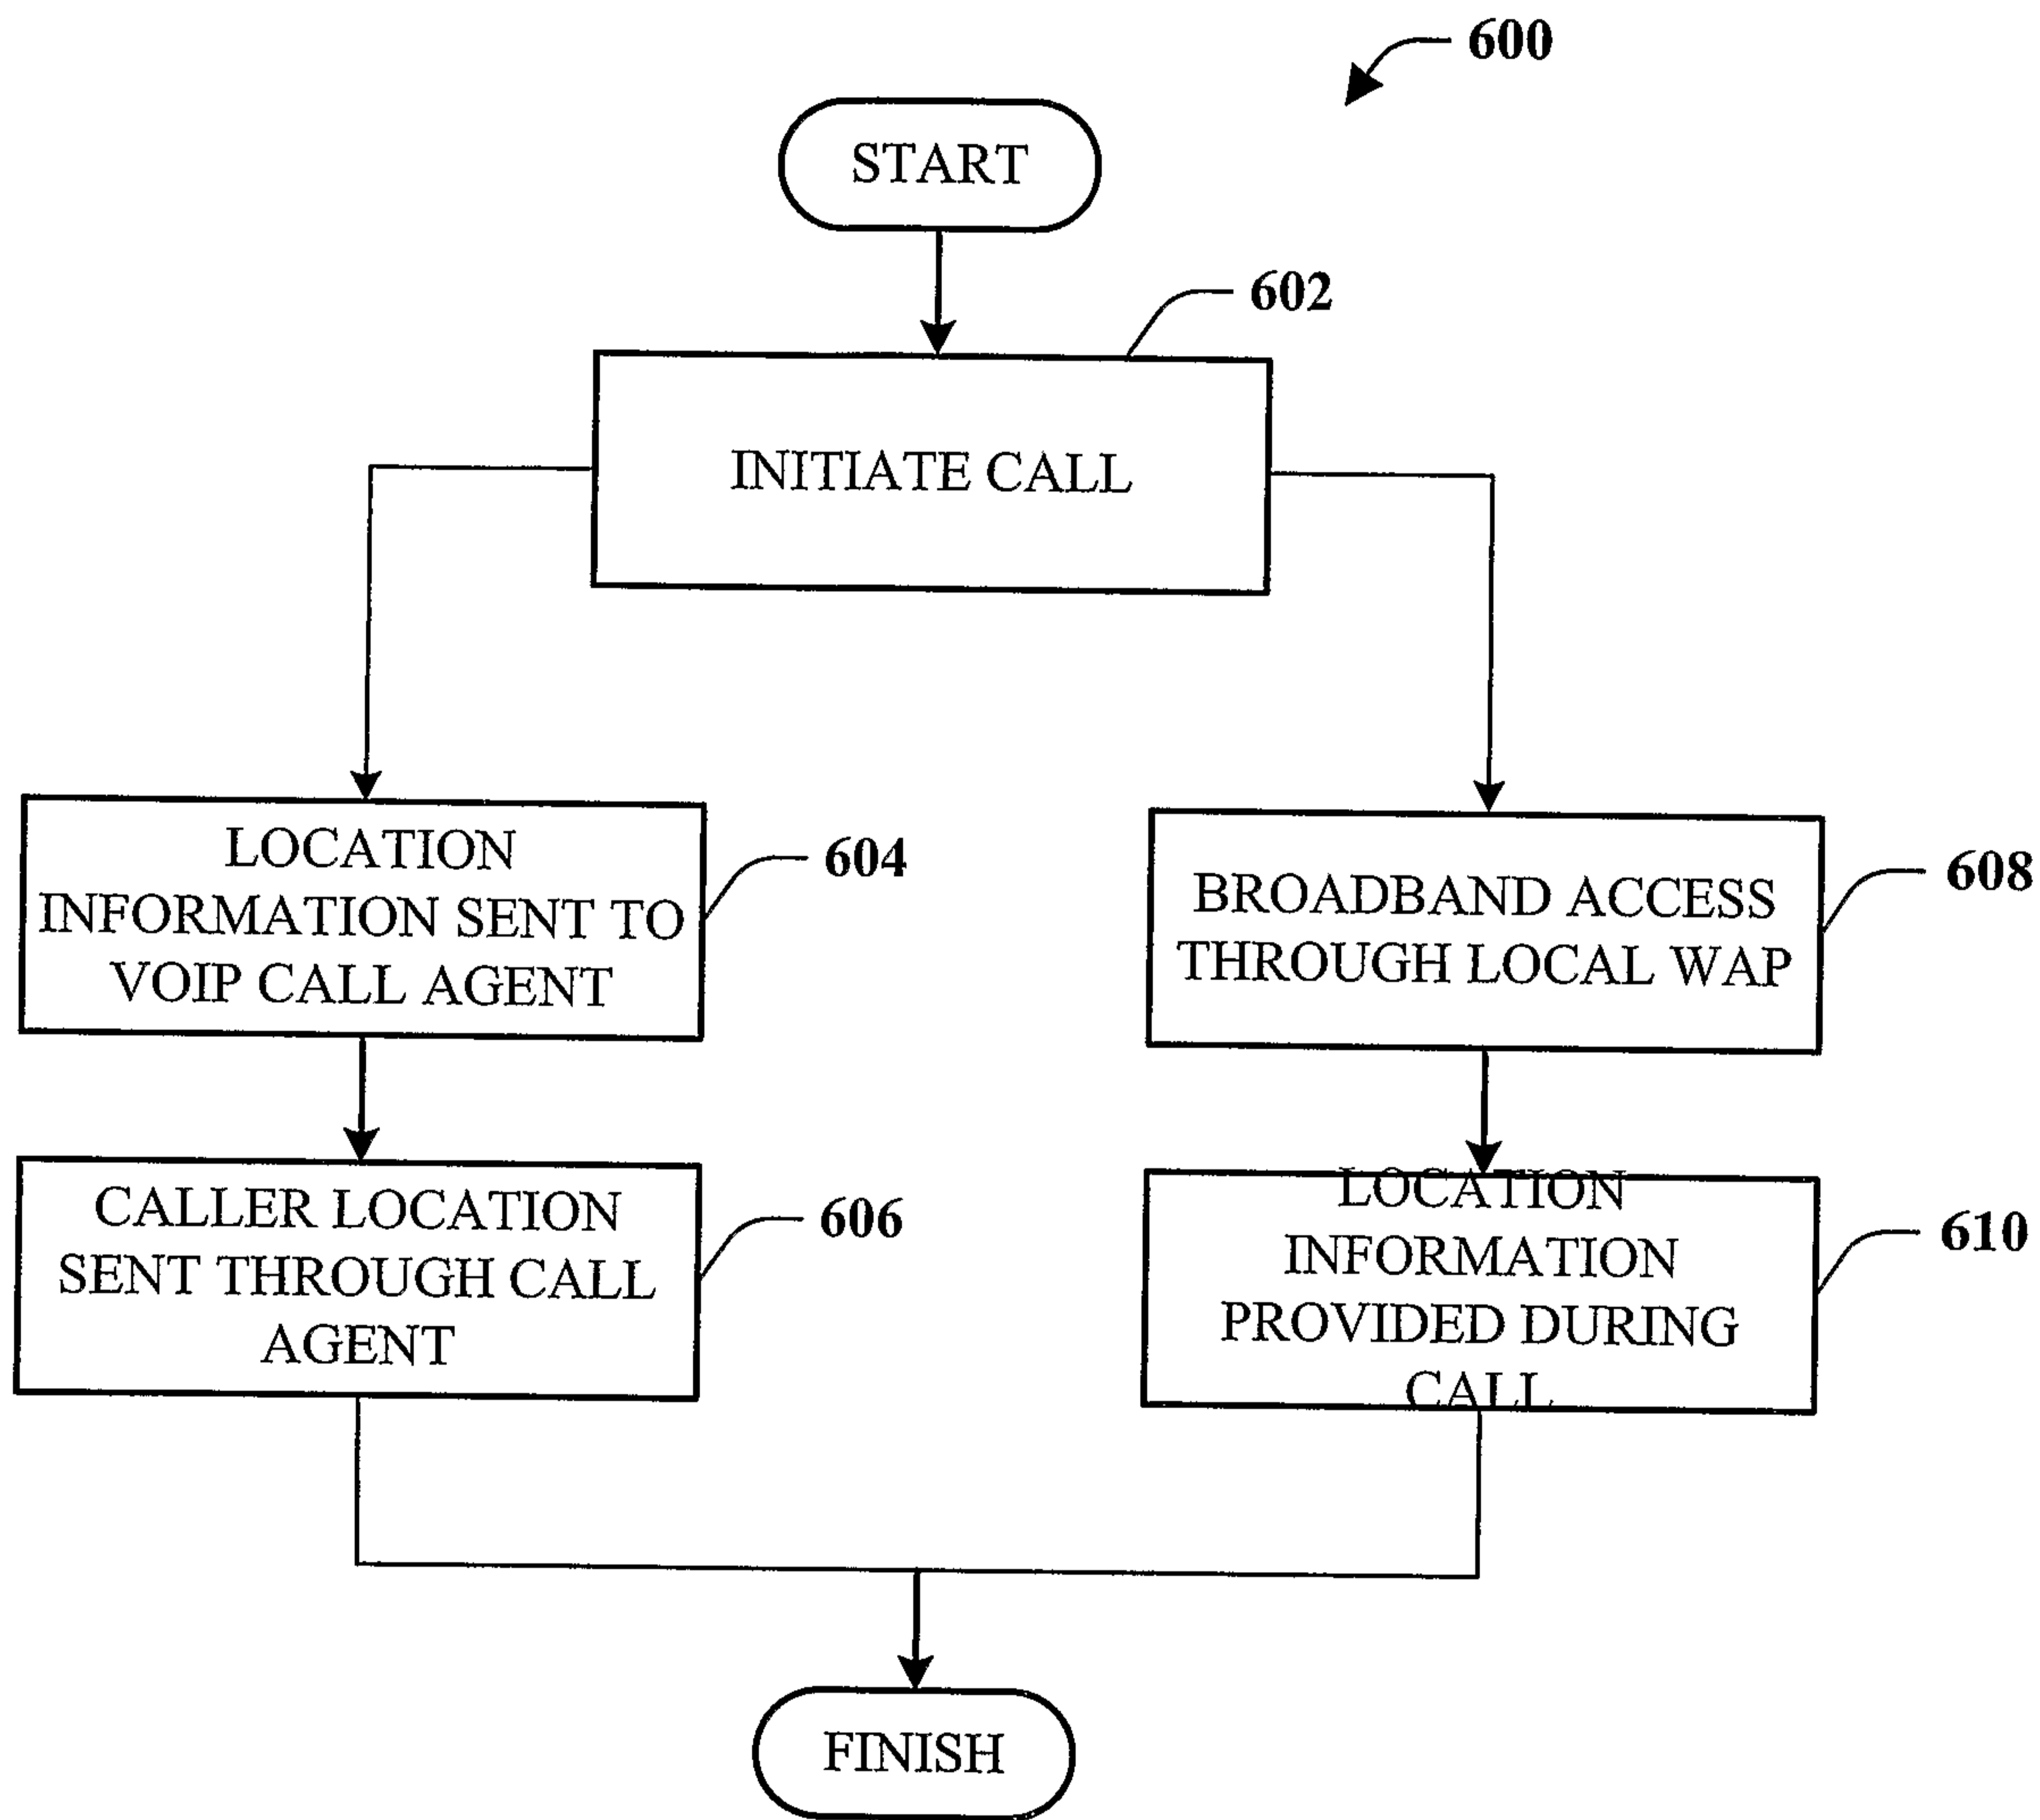 600
START
602
INITIATE CALL
LOCATION
INFORMATION SENT TO
VOIP CALL AGENT
604
BROADBAND ACCESS
THROUGH LOCAL WAP
608
CALLER LOCATION
SENT THROUGH CALL
AGENT
606
LOCATION
INFORMATION
PROVIDED DURING
CALL
610
FINISH